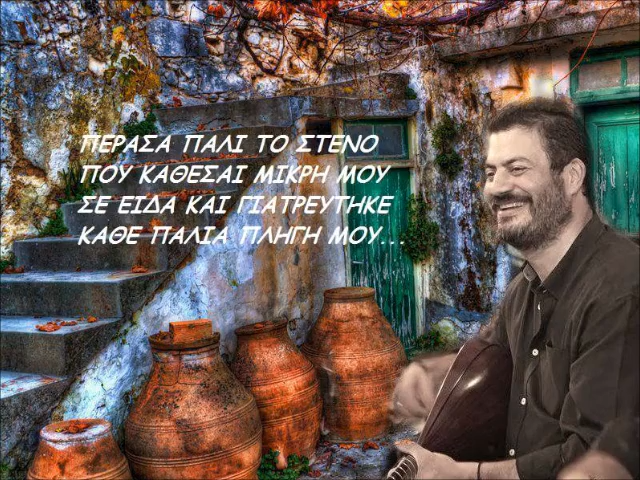 ΠΕΡΑΣΑ ΠΑΛΙ ΤΟ ΣΤΕΝΟ
ΠΟΥ ΚΑΘΕΣΑΙ ΜΙΚΡΗ ΜΟΥ
ΣΕ ΕΙΔΑ ΚΑΙ ΓΙΑΤΡΕΥΤΗΚΕ
ΚΑΘΕ ΠΑΛΙΑ ΠΛΗΓΗ ΜΟΥ...